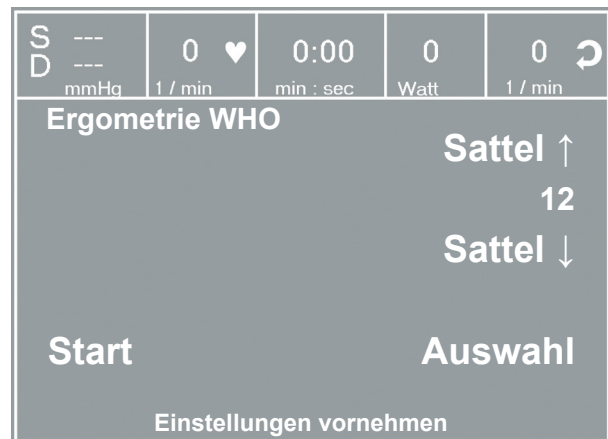 S --- 0 ♥ 0:00 0 0
D ---
mmHg 1 / min min : sec Watt 1 / min
Ergometrie WHO
Sattel ↑
12
Sattel ↓
Start Auswahl
Einstellungen vornehmen